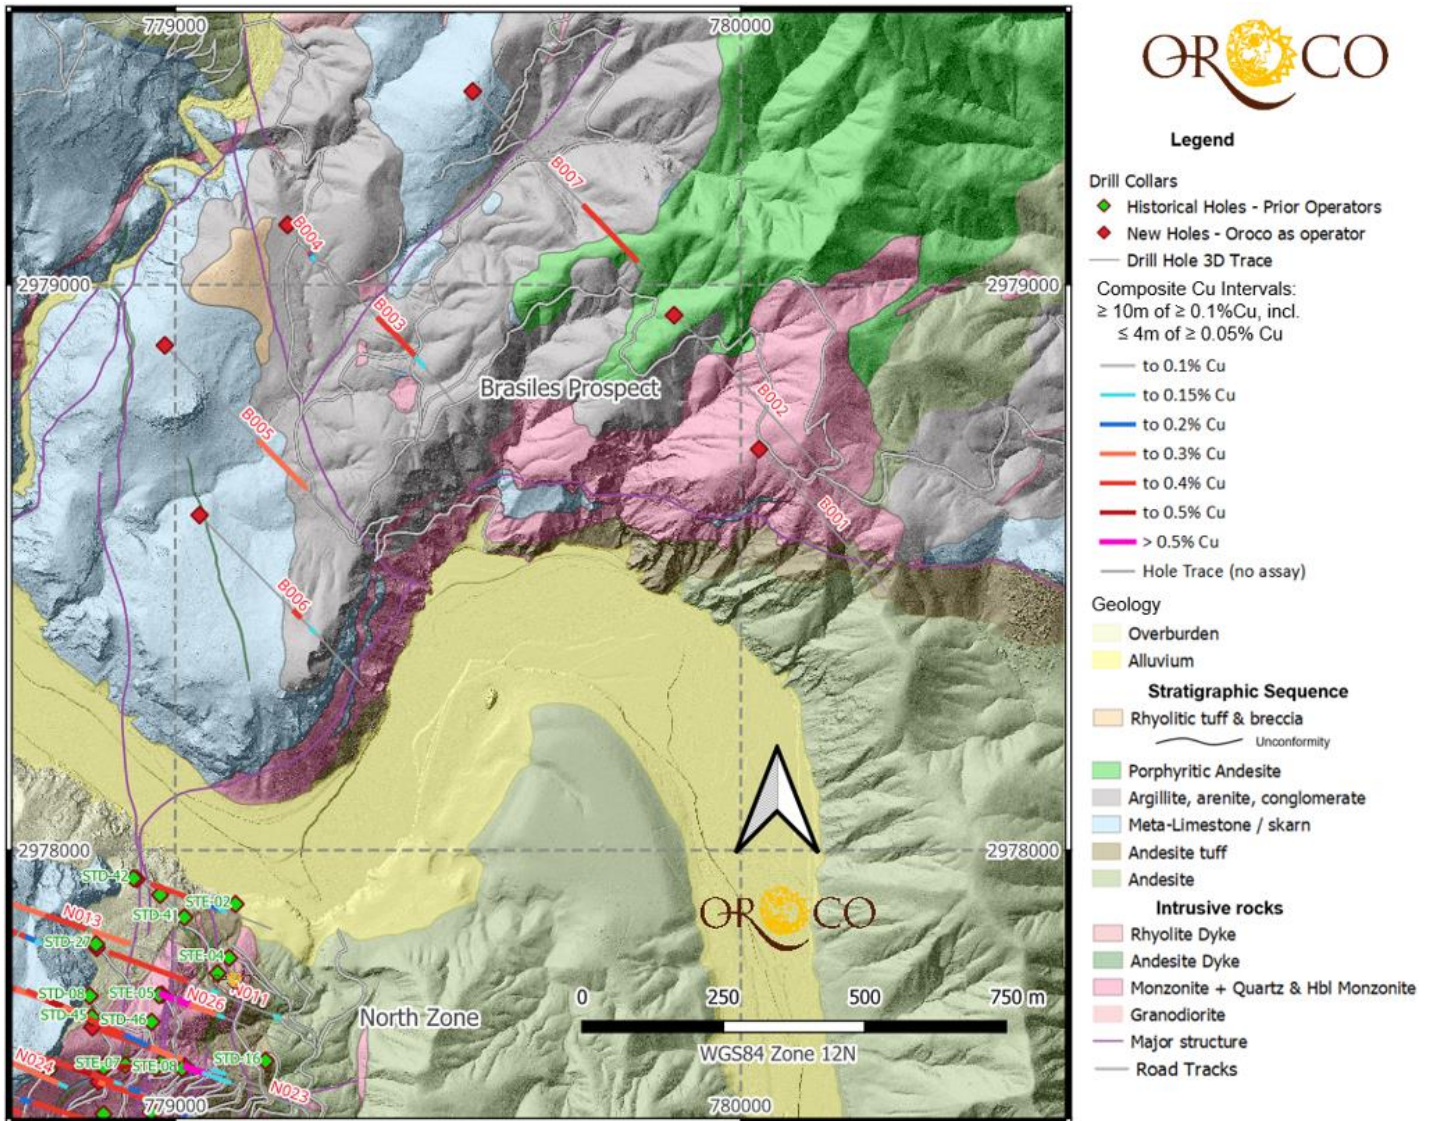 779000
780000
OROCO
Legend
Drill Collars
Historical Holes - Prior Operators
New Holes - Oroco as operator
Drill Hole 3D Trace
Composite Cu Intervals:
≥ 10m of ≥ 0.1%Cu, incl.
≤ 4m of ≥ 0.05% Cu
to 0.1% Cu
to 0.15% Cu
to 0.2% Cu
to 0.3% Cu
to 0.4% Cu
to 0.5% Cu
> 0.5% Cu
Hole Trace (no assay)
Geology
Overburden
Alluvium
Stratigraphic Sequence
Rhyolitic tuff & breccia
Unconformity
Porphyritic Andesite
Argillite, arenite, conglomerate
Meta-Limestone / skarn
Andesite tuff
Andesite
Intrusive rocks
Rhyolite Dyke
Andesite Dyke
Monzonite + Quartz & Hbl Monzonite
Granodiorite
Major structure
Road Tracks
B007
B004
2979000
2979000
B003
Brasiles Prospect
B002
B005
B001
B006
2978000
2978000
STD-42
STE-02
N013
STD-41
OROCO
STD-27
STE-04
STD-08
STE-05
N011
N026
STD-45
STD-46
North Zone
0
250
500
750 m
WGS84 Zone 12N
N024
STE-07
STE-08
STD-16
N023
779000
780000